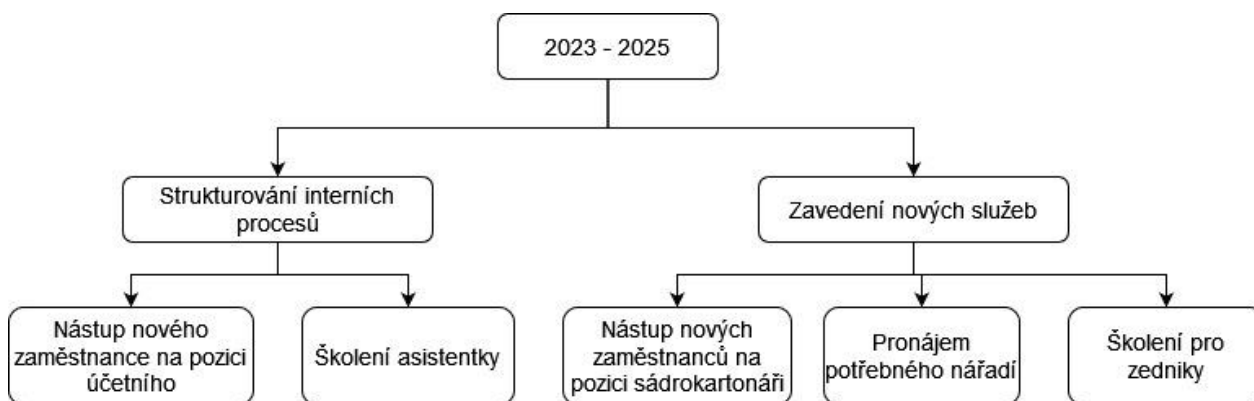 2023 - 2025
Strukturování interních
procesů
Zavedení nových služeb
Nástup nového
zaměstnance na pozici
účetního
Školení asistentky
Nástup nových
zaměstnanců na
pozici sádrokartonáři
Pronájem
potřebného nářadí
Školení pro
zedniky